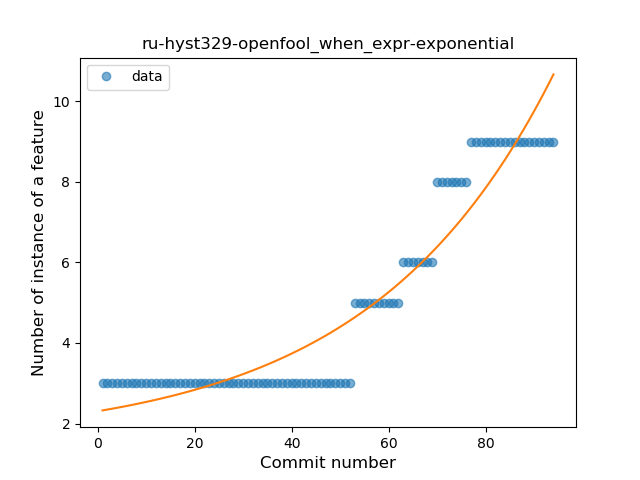 ru-hyst329-openfool_when_expr-exponential
data
Number of instance of a feature
10
8
6
4
2
0
20
40
60
80
Commit number